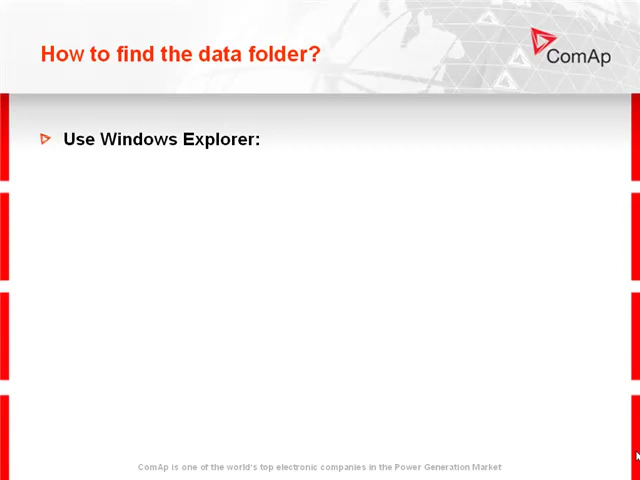 How to find the data folder?
ComAp
Use Windows Explorer:
ComAp is one of the world's top electronic companies in the Power Generation Market